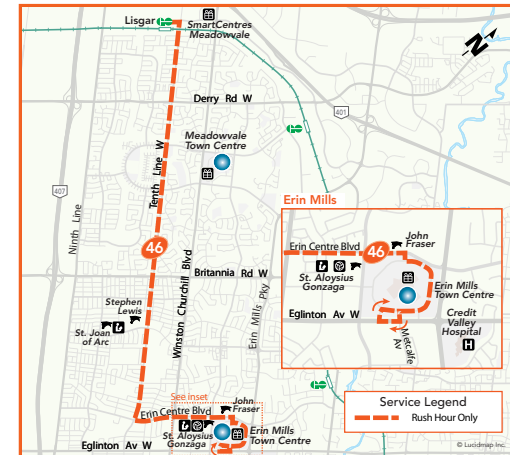 Lisgar
SmartCentres
Meadowvale
N
Derry Rd W
401
Meadowvale
Town Centre
Tenth Line W
407
Ninth Line
Erin Mills
46
John
Fraser
Erin Centre Blvd
46
St. Aloysius
Gonzaga
Erin Mills
Town Centre
Eglinton Av W
Credit
Valley
Hospital
H
Metcalfe
Av
Winston Churchill Blvd
Britannia Rd W
Erin Mills Pky
Stephen
Lewis
St. Joan
of Arc
See inset
John
Fraser
Erin Centre Blvd
St. Aloysius
Gonzaga
Erin Mills
Town Centre
Eglinton Av W
Service Legend
Rush Hour Only
© Lucidmap Inc.